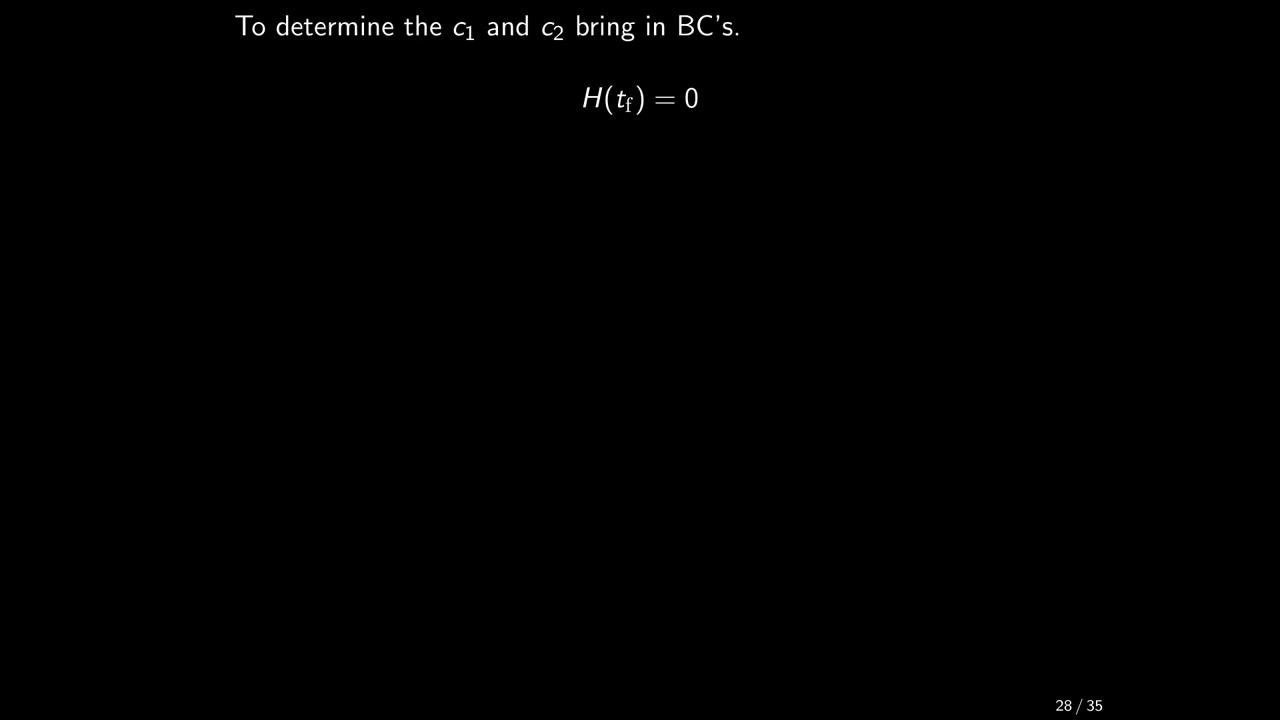 To determine the c₁ and c₂ bring in BC's.
H(t_f) = 0
28 / 35